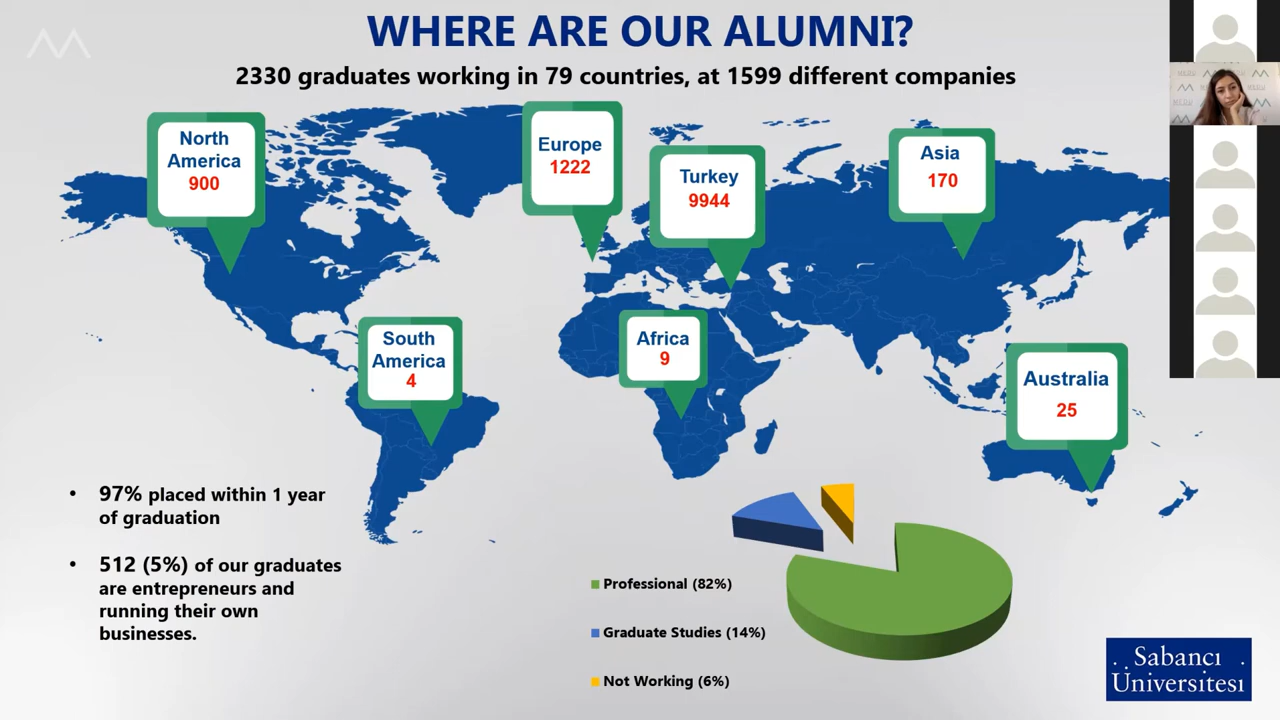 WHERE ARE OUR ALUMNI?
2330 graduates working in 79 countries, at 1599 different companies
North
America
900
Europe
1222
Turkey
9944
Asia
170
South
America
4
Africa
9
Australia
25
• 97% placed within 1 year
of graduation
• 512 (5%) of our graduates
are entrepreneurs and
running their own
businesses.
Professional (82%)
Graduate Studies (14%)
Not Working (6%)
Sabancı
Üniversitesi